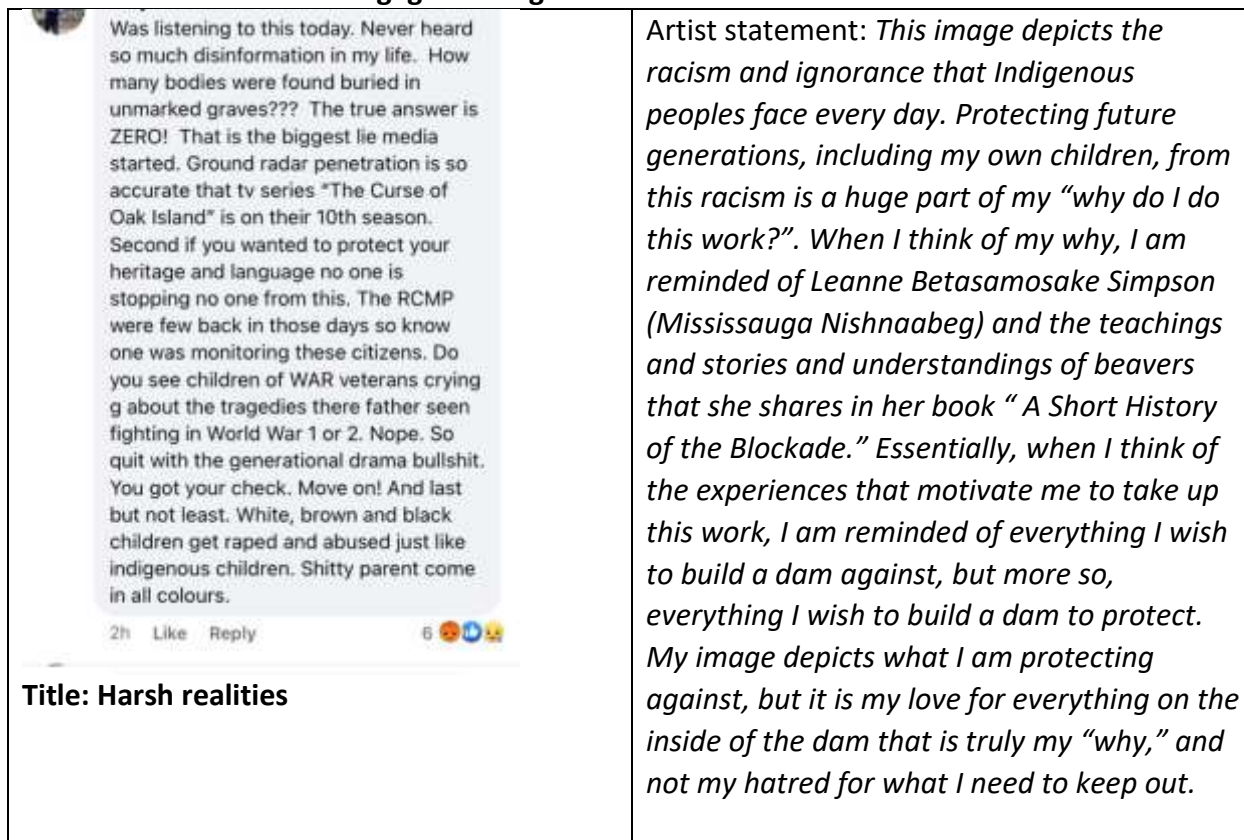 Was listening to this today. Never heard
so much disinformation in my life. How
many bodies were found buried in
unmarked graves??? The true answer is
ZERO! That is the biggest lie media
started. Ground radar penetration is so
accurate that tv series "The Curse of
Oak Island" is on their 10th season.
Second if you wanted to protect your
heritage and language no one is
stopping no one from this. The RCMP
were few back in those days so know
one was monitoring these citizens. Do
you see children of WAR veterans crying
g about the tragedies there father seen
fighting in World War 1 or 2. Nope. So
quit with the generational drama bullshit.
You got your check. Move on! And last
but not least. White, brown and black
children get raped and abused just like
indigenous children. Shitty parent come
in all colours.
2h Like Reply 6
Title: Harsh realities
Artist statement: This image depicts the
racism and ignorance that Indigenous
peoples face every day. Protecting future
generations, including my own children, from
this racism is a huge part of my “why do I do
this work?”. When I think of my why, I am
reminded of Leanne Betasamosake Simpson
(Mississauga Nishnaabeg) and the teachings
and stories and understandings of beavers
that she shares in her book “ A Short History
of the Blockade.” Essentially, when I think of
the experiences that motivate me to take up
this work, I am reminded of everything I wish
to build a dam against, but more so,
everything I wish to build a dam to protect.
My image depicts what I am protecting
against, but it is my love for everything on the
inside of the dam that is truly my “why,” and
not my hatred for what I need to keep out.